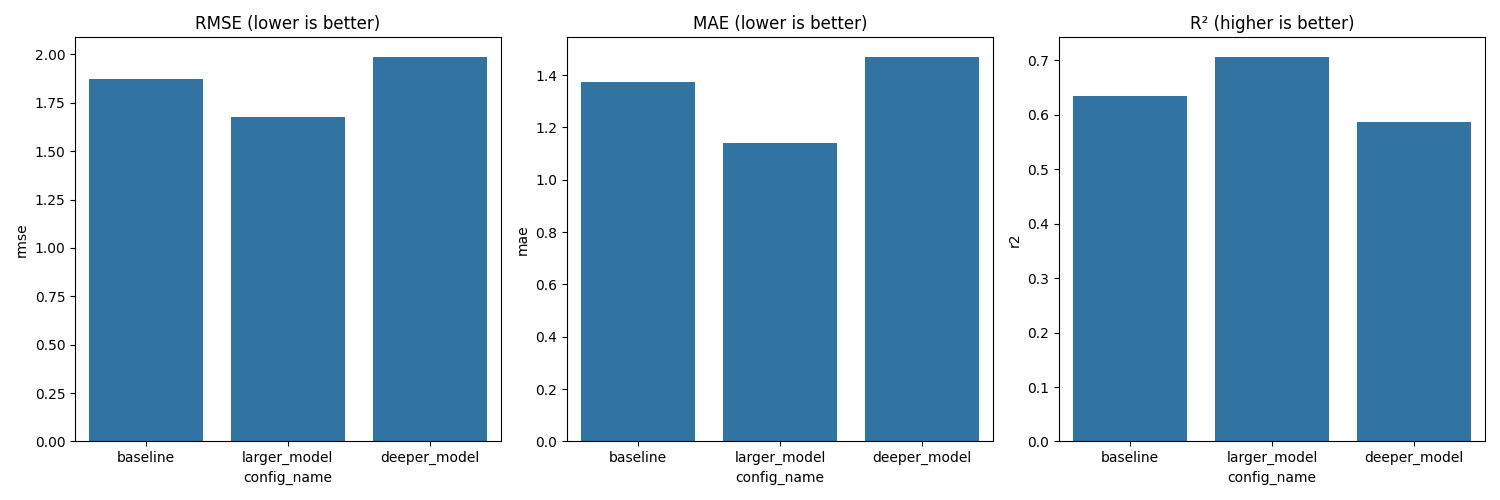 RMSE (lower is better)
rmse
2.00
1.75
1.50
1.25
1.00
0.75
0.50
0.25
0.00
baseline
larger_model
deeper_model
config_name
MAE (lower is better)
mae
1.4
1.2
1.0
0.8
0.6
0.4
0.2
0.0
baseline
larger_model
deeper_model
config_name
R² (higher is better)
r2
0.7
0.6
0.5
0.4
0.3
0.2
0.1
0.0
baseline
larger_model
deeper_model
config_name